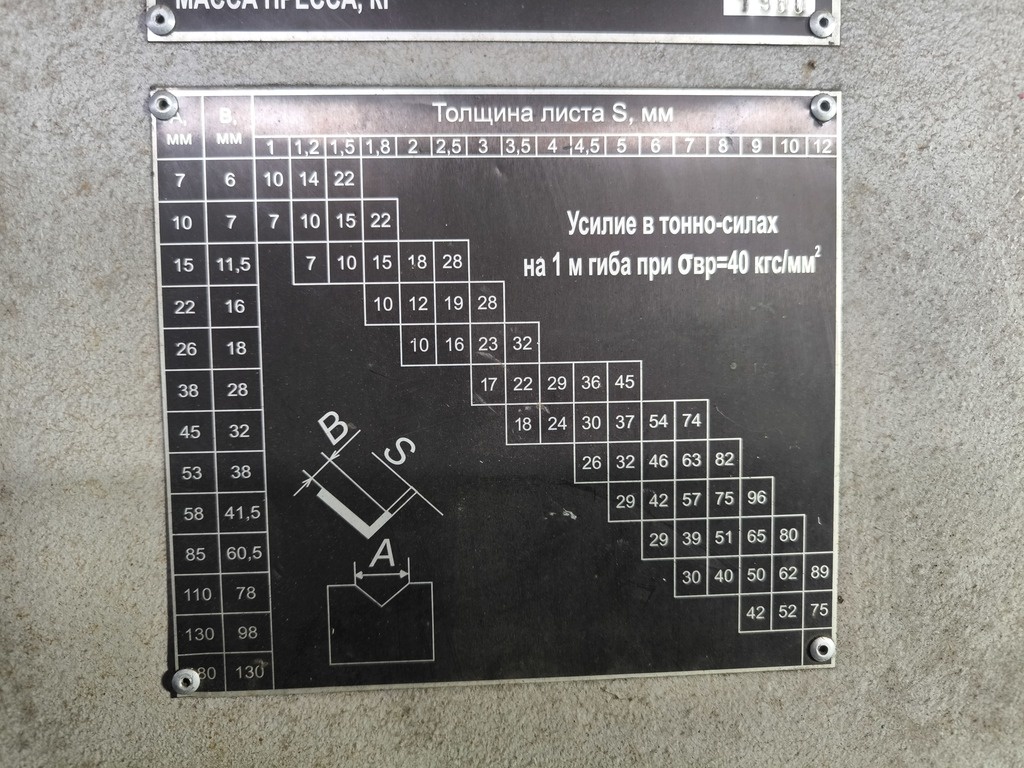 МАССА ПРЕССА, КГ
А, мм B, мм Толщина листа S, мм
1 1,2 1,5 1,8 2 2,5 3 3,5 4 4,5 5 6 7 8 9 10 12
7 6 10 14 22
10 7 7 10 15 22
Усилие в тонно-силах
на 1 м гиба при σвр=40 кгс/мм²
15 11,5 7 10 15 18 28
22 16 10 12 19 28
26 18 10 16 23 32
38 28 17 22 29 36 45
45 32 18 24 30 37 54 74
53 38 26 32 46 63 82
58 41,5 29 42 57 75 96
85 60,5 29 39 51 65 80
110 78 30 40 50 62 89
130 98 42 52 75
130
B
S
A